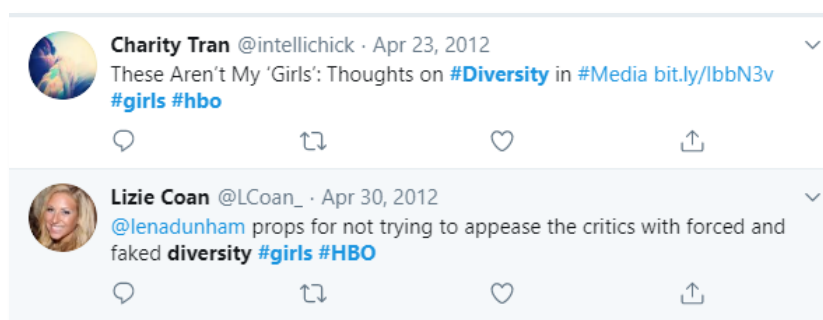 Charity Tran @intellichick · Apr 23, 2012
These Aren't My 'Girls': Thoughts on #Diversity in #Media bit.ly/IbbN3v
#girls #hbo
Lizie Coan @LCoan_ · Apr 30, 2012
@lenadunham props for not trying to appease the critics with forced and
faked diversity #girls #HBO